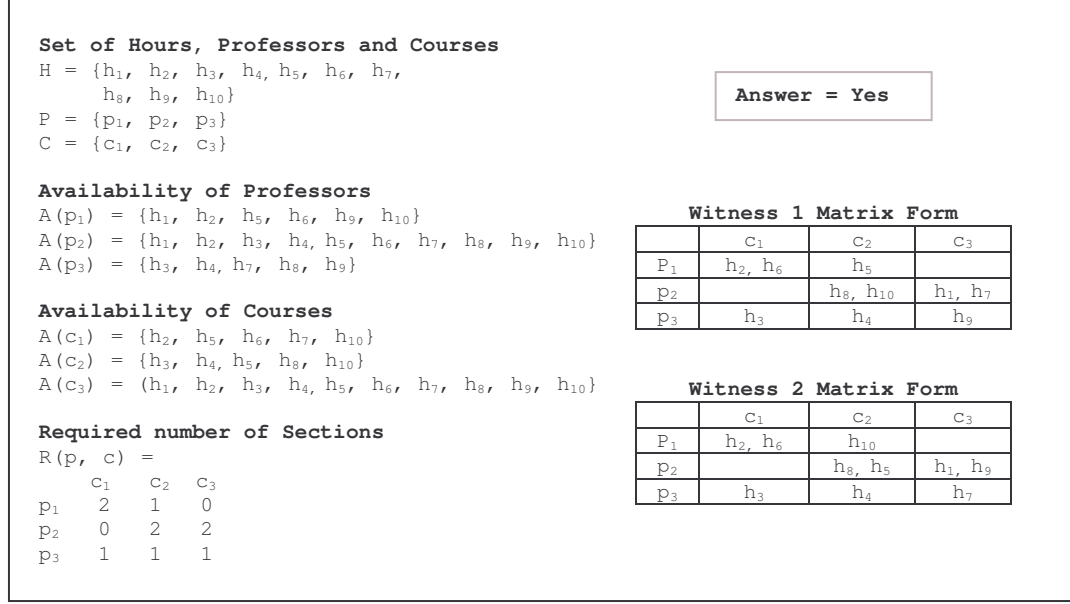 Set of Hours, Professors and Courses
H = {h₁, h₂, h₃, h₄, h₅, h₆, h₇,
h₈, h₉, h₁₀}
P = {p₁, p₂, p₃}
C = {c₁, c₂, c₃}
Answer = Yes
Availability of Professors
A(p₁) = {h₁, h₂, h₅, h₆, h₉, h₁₀}
A(p₂) = {h₁, h₂, h₃, h₄, h₅, h₆, h₇, h₈, h₉, h₁₀}
A(p₃) = {h₃, h₄, h₇, h₈, h₉}
Availability of Courses
A(c₁) = {h₂, h₅, h₆, h₇, h₁₀}
A(c₂) = {h₃, h₄, h₅, h₈, h₁₀}
A(c₃) = (h₁, h₂, h₃, h₄, h₅, h₆, h₇, h₈, h₉, h₁₀}
Required number of Sections
R(p, c) =
c₁ c₂ c₃
p₁ 2 1 0
p₂ 0 2 2
p₃ 1 1 1
Witness 1 Matrix Form
c₁ c₂ c₃
P₁ h₂, h₆ h₅
p₂ h₈, h₁₀ h₁, h₇
p₃ h₃ h₄ h₉
Witness 2 Matrix Form
c₁ c₂ c₃
P₁ h₂, h₆ h₁₀
p₂ h₈, h₅ h₁, h₉
p₃ h₃ h₄ h₇